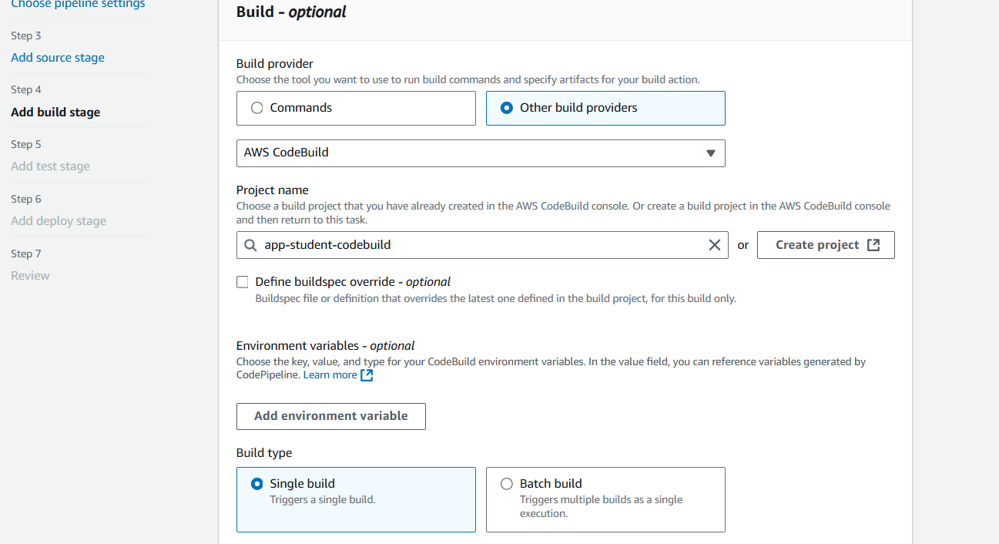 Choose pipeline settings
Step 3
Add source stage
Step 4
Add build stage
Step 5
Add test stage
Step 6
Add deploy stage
Step 7
Review
Build - optional
Build provider
Choose the tool you want to use to run build commands and specify artifacts for your build action.
Commands
Other build providers
AWS CodeBuild
Project name
Choose a build project that you have already created in the AWS CodeBuild console. Or create a build project in the AWS CodeBuild console
and then return to this task.
app-student-codebuild
or
Create project
Define buildspec override - optional
Buildspec file or definition that overrides the latest one defined in the build project, for this build only.
Environment variables - optional
Choose the key, value, and type for your CodeBuild environment variables. In the value field, you can reference variables generated by
CodePipeline. Learn more
Add environment variable
Build type
Single build
Triggers a single build.
Batch build
Triggers multiple builds as a single
execution.